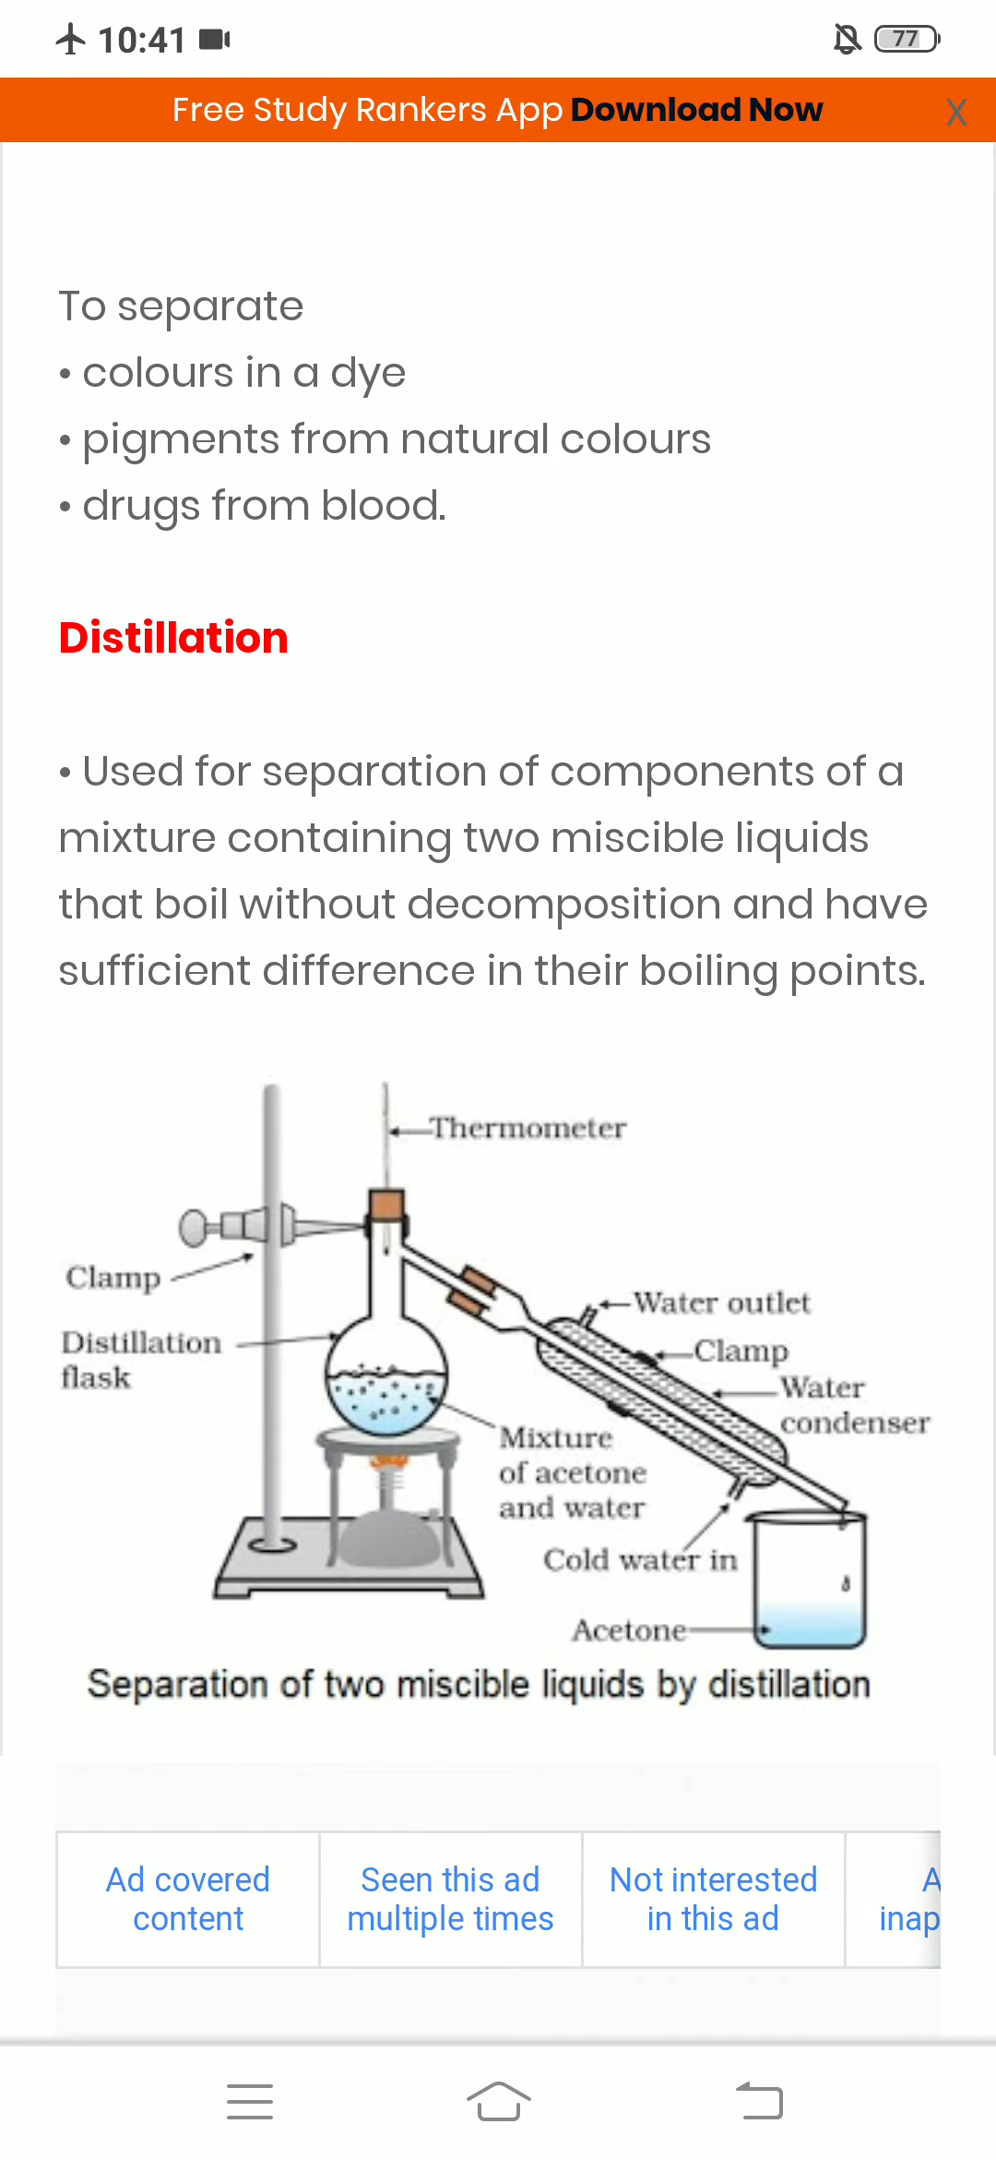 10:41
77
Free Study Rankers App Download Now
X
To separate
• colours in a dye
• pigments from natural colours
• drugs from blood.
Distillation
• Used for separation of components of a
mixture containing two miscible liquids
that boil without decomposition and have
sufficient difference in their boiling points.
Thermometer
Clamp
Water outlet
Distillation
flask
Clamp
Water
condenser
Mixture
of acetone
and water
Cold water in
Acetone
Separation of two miscible liquids by distillation
Ad covered
content
Seen this ad
multiple times
Not interested
in this ad
A
inap